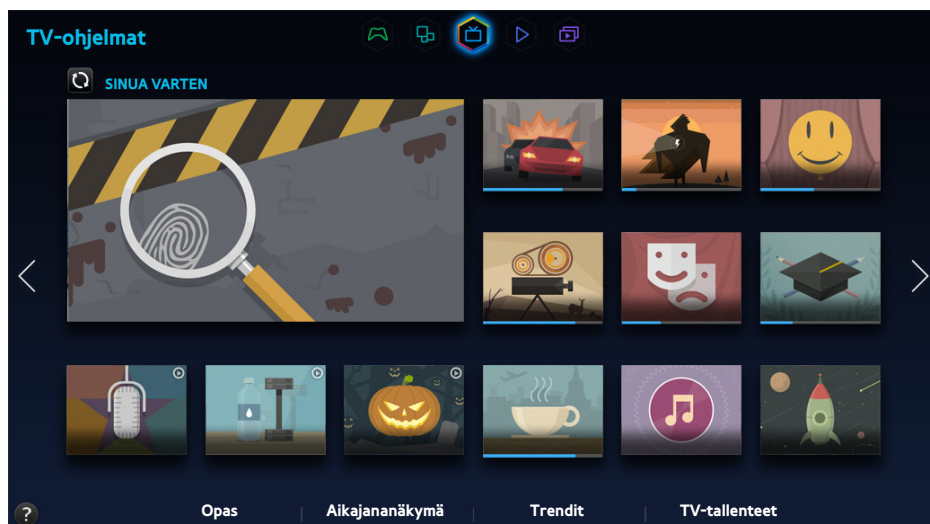 TV-ohjelmat
SINUA VARTEN
? Opas Aikajananäkymä Trendit TV-tallenteet